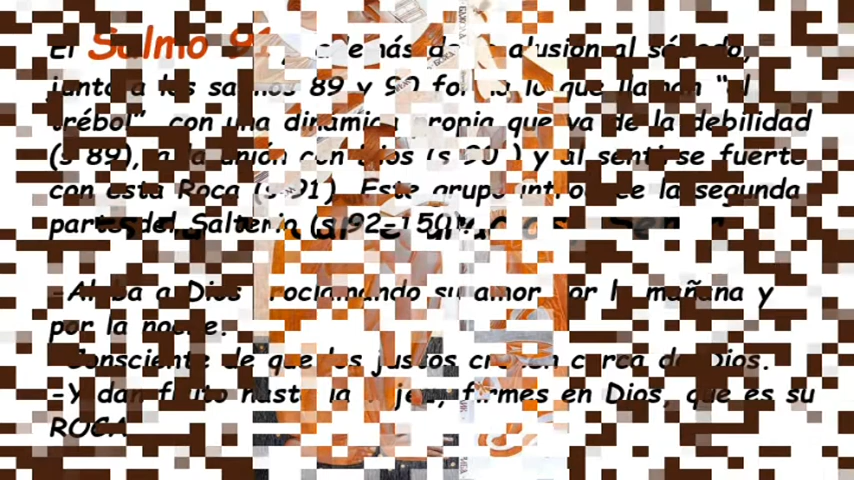 El Salmo 91, además de la alusión al sábado,
junto a los salmos 89 y 90 forma lo que llaman "el
trébol" con una dinámica propia que va de la debilidad
(s 89), a la unión con Dios (s 90 ) y al sentirse fuerte
con esta Roca (s 91). Este grupo introduce la segunda
parte del Salterio (s 92-150).
-Alaba a Dios proclamando su amor por la mañana y
por la noche.
-Consciente de que los justos crecen cerca de Dios.
-Y dan fruto hasta la vejez, firmes en Dios, que es su
ROCA